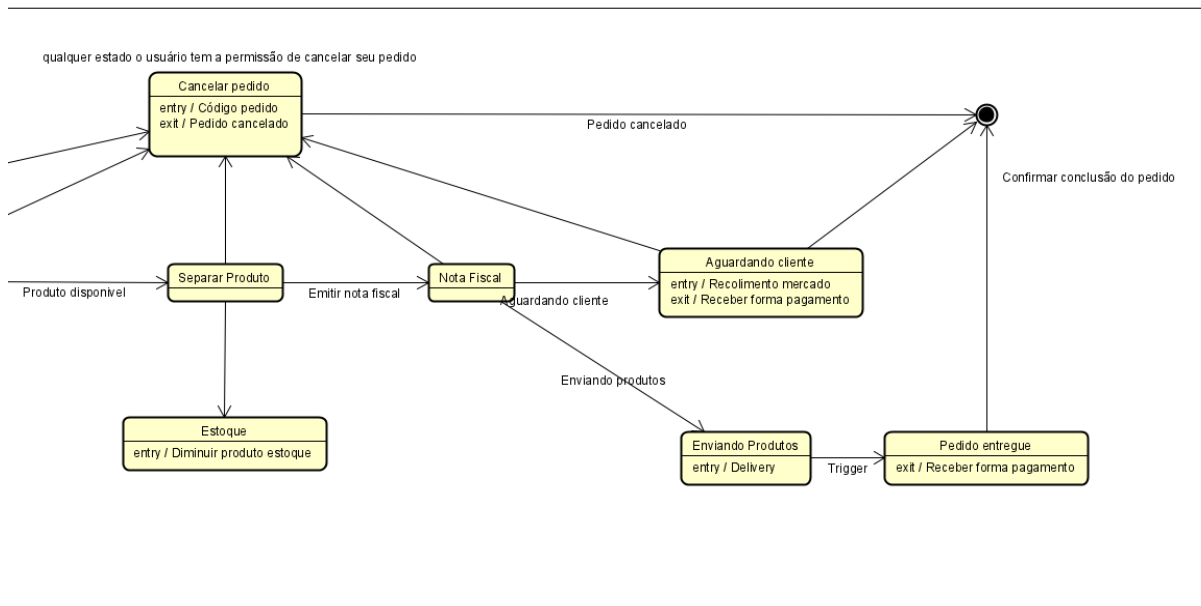 qualquer estado o usuário tem a permissão de cancelar seu pedido
Cancelar pedido
entry / Código pedido
exit / Pedido cancelado
Pedido cancelado
Confirmar conclusão do pedido
Separar Produto
Nota Fiscal
Aguardando cliente
entry / Recolimento mercado
exit / Receber forma pagamento
Produto disponível
Emitir nota fiscal
Aguardando cliente
Enviando produtos
Estoque
entry / Diminuir produto estoque
Enviando Produtos
entry / Delivery
Trigger
Pedido entregue
exit / Receber forma pagamento